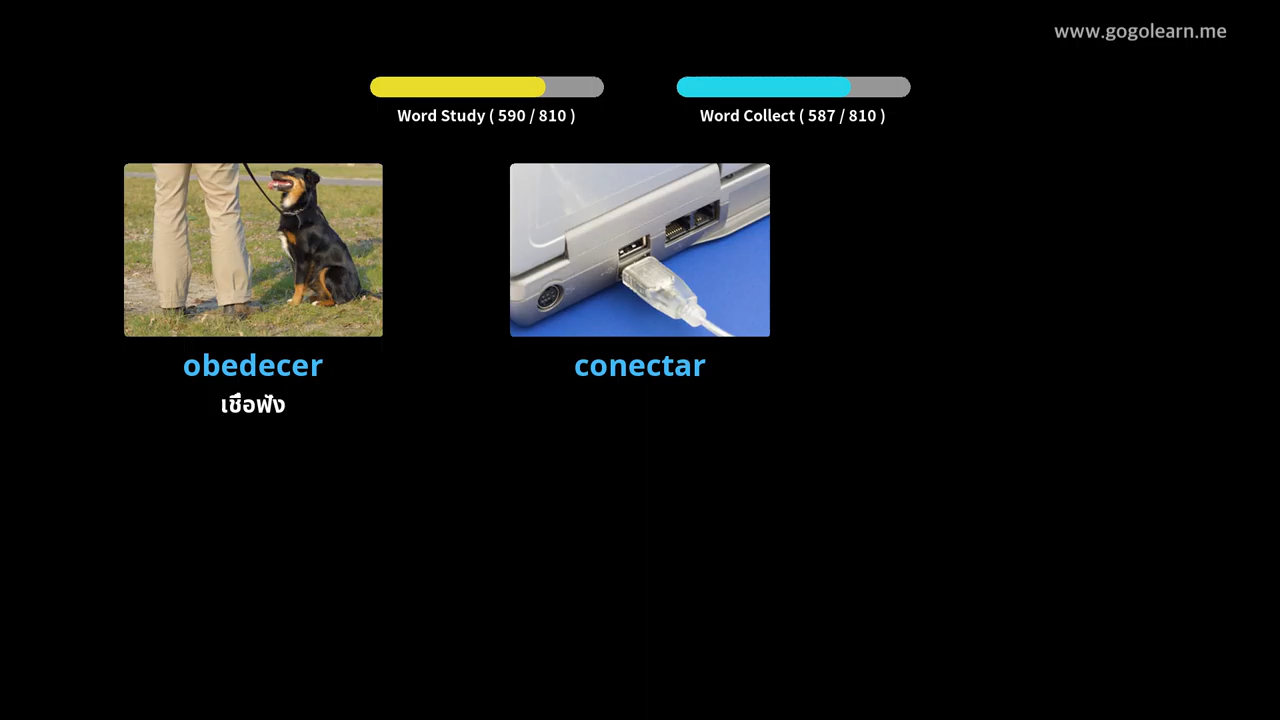 www.gogolearn.me
Word Study ( 590 / 810 )
Word Collect ( 587 / 810 )
obedecer
เชื่อฟัง
conectar